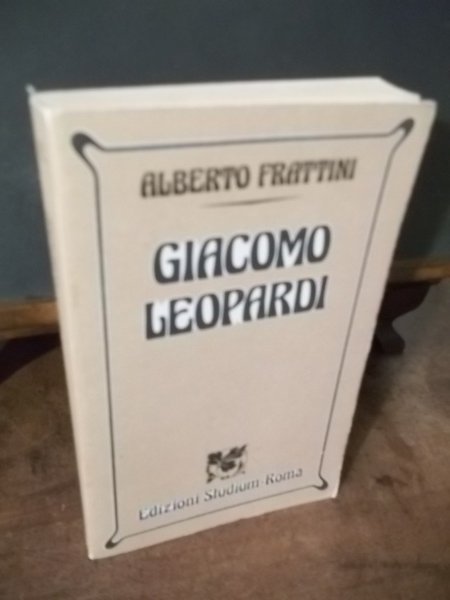 ALBERTO FRATTINI
GIACOMO
LEOPARDI
Edizioni Studium-Roma